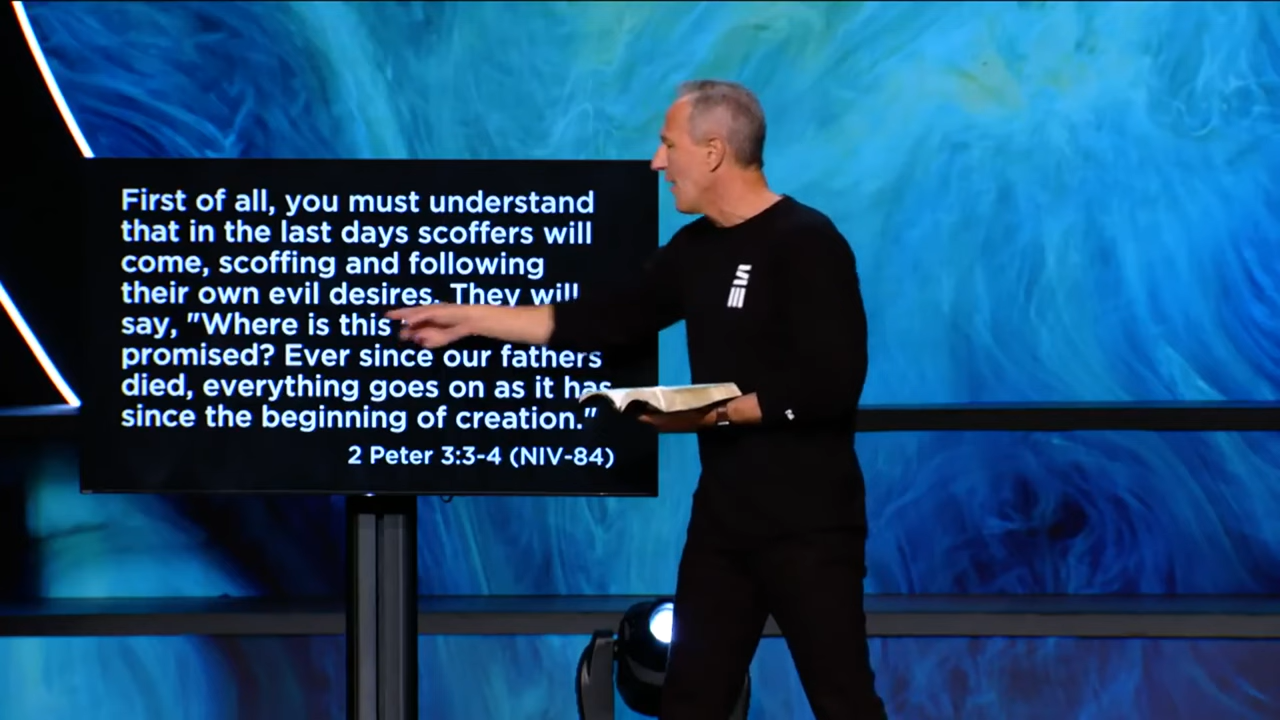 First of all, you must understand
that in the last days scoffers will
come, scoffing and following
their own evil desires. They will
say, "Where is this
promised? Ever since our fathers
died, everything goes on as it has
since the beginning of creation."
2 Peter 3:3-4 (NIV-84)